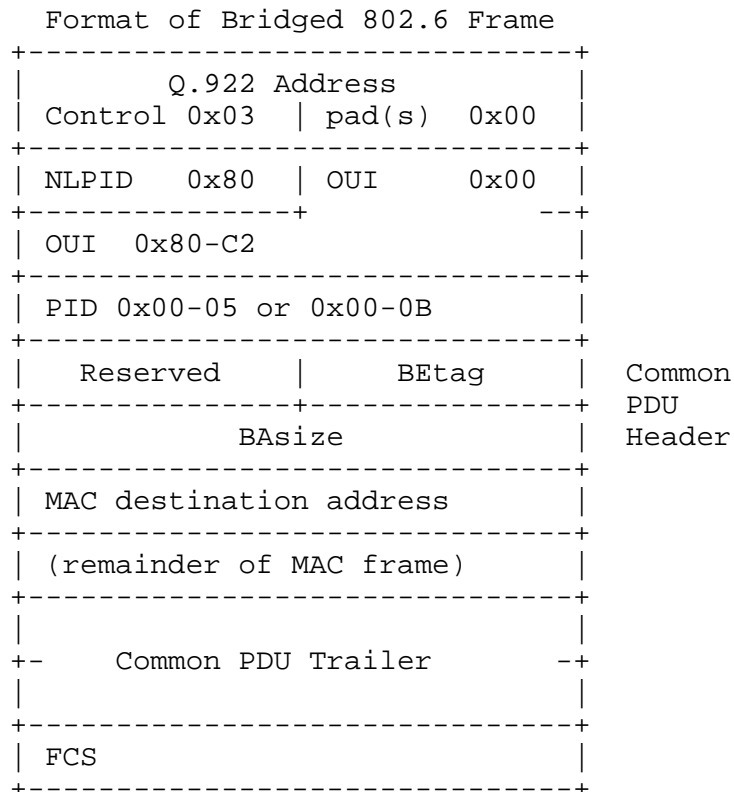 Format of Bridged 802.6 Frame
+-------------------------------+
|        Q.922 Address          |
| Control 0x03  | pad(s)  0x00  |
+-------------------------------+
| NLPID   0x80  | OUI     0x00  |
+---------------+             --+
| OUI  0x80-C2                  |
+-------------------------------+
| PID 0x00-05 or 0x00-0B        |
+-------------------------------+
|   Reserved    |     BEtag     |  Common
+---------------+---------------+  PDU
|            BAsize             |  Header
+-------------------------------+
| MAC destination address       |
+-------------------------------+
| (remainder of MAC frame)      |
+-------------------------------+
|                               |
+-    Common PDU Trailer       -+
|                               |
+-------------------------------+
| FCS                           |
+-------------------------------+